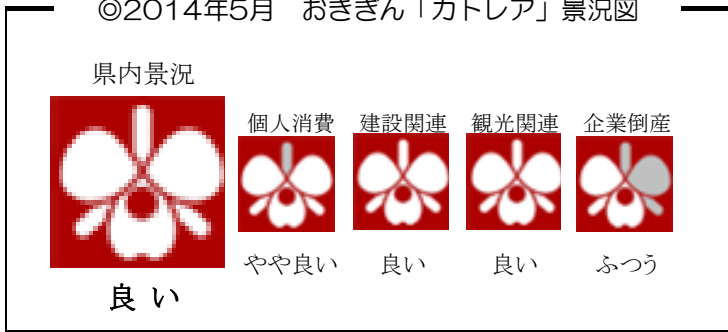 ◎2014年5月 おきぎん「カトレア」景況図
県内景況
個人消費 建設関連 観光関連 企業倒産
やや良い 良い 良い ふつう
良い